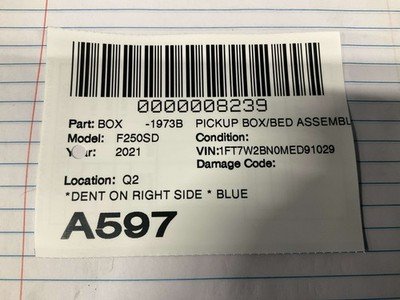 0000008239
Part: BOX -1973B PICKUP BOX/BED ASSEMBL
Model: F250SD Condition:
Year: 2021 VIN:1FT7W2BN0MED91029
Damage Code:
Location: Q2
*DENT ON RIGHT SIDE * BLUE
A597